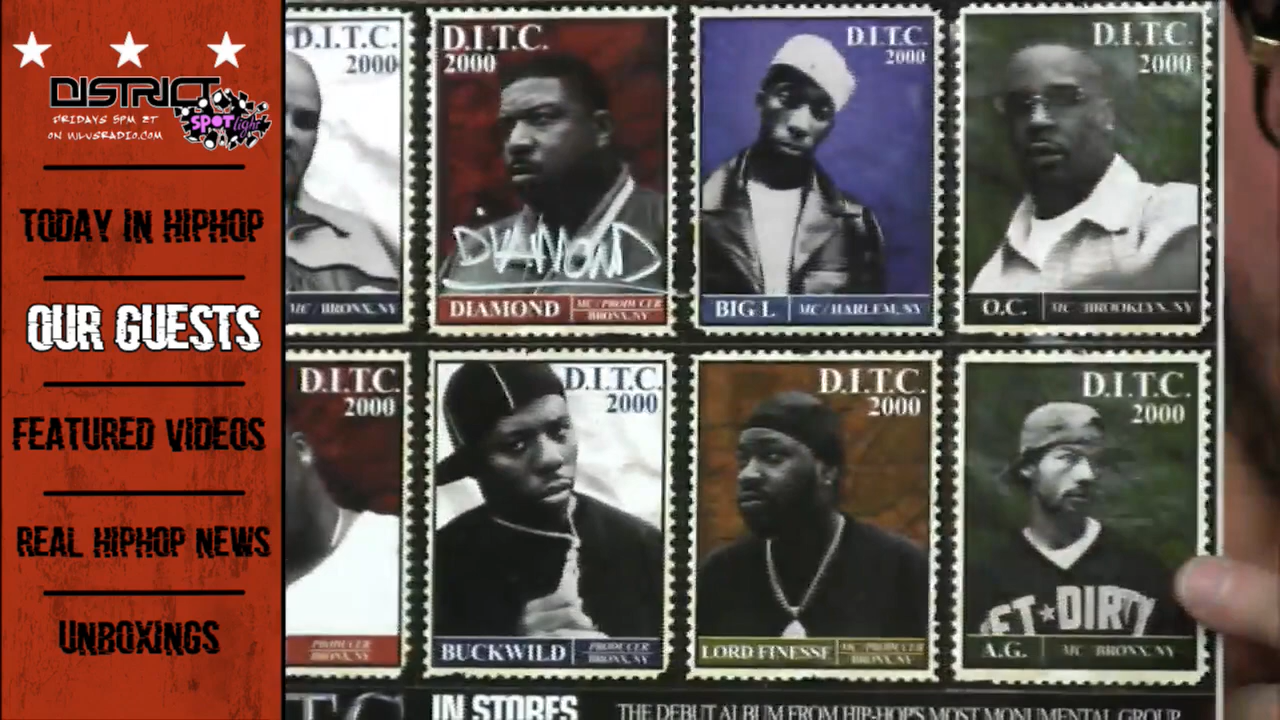 DISTRICT
SPOTlight
FRIDAYS 5PM ET
ON WLVSRADIO.COM
TODAY IN HIPHOP
OUR GUESTS
FEATURED VIDEOS
REAL HIPHOP NEWS
UNBOXINGS
D.I.T.C.
2000
MC / BRONX, NY
D.I.T.C.
2000
DIAMOND
DIAMOND
MC / PRODUCER
BRONX, NY
D.I.T.C.
2000
BIG L
MC / HARLEM, NY
D.I.T.C.
2000
O.C.
MC BROOKLYN, NY
D.I.T.C.
2000
PRODUCER
BRONX, NY
D.I.T.C.
2000
BUCKWILD
PRODUCER
BRONX, NY
D.I.T.C.
2000
LORD FINESSE
MC / PRODUCER
BRONX, NY
D.I.T.C.
2000
ET★DIRTY
A.G.
MC BRONX, NY
IN STORES
THE DEBUT ALBUM FROM HIP-HOP'S MOST MONUMENTAL GROUP